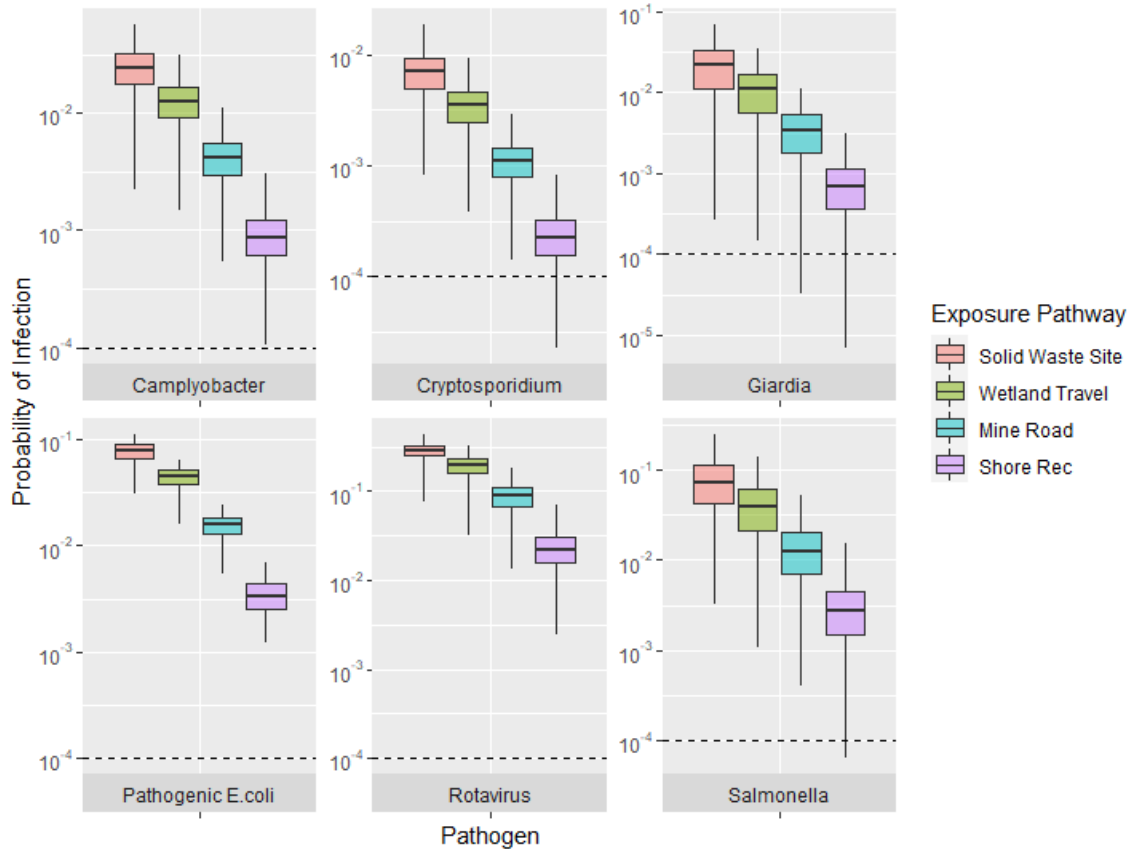 Probability of Infection
10⁻²
10⁻³
10⁻⁴
Camplyobacter
10⁻²
10⁻³
10⁻⁴
Cryptosporidium
10⁻¹
10⁻²
10⁻³
10⁻⁴
10⁻⁵
Giardia
10⁻¹
10⁻²
10⁻³
10⁻⁴
Pathogenic E.coli
10⁻¹
10⁻²
10⁻³
10⁻⁴
Rotavirus
10⁻¹
10⁻²
10⁻³
10⁻⁴
Salmonella
Pathogen
Exposure Pathway
Solid Waste Site
Wetland Travel
Mine Road
Shore Rec